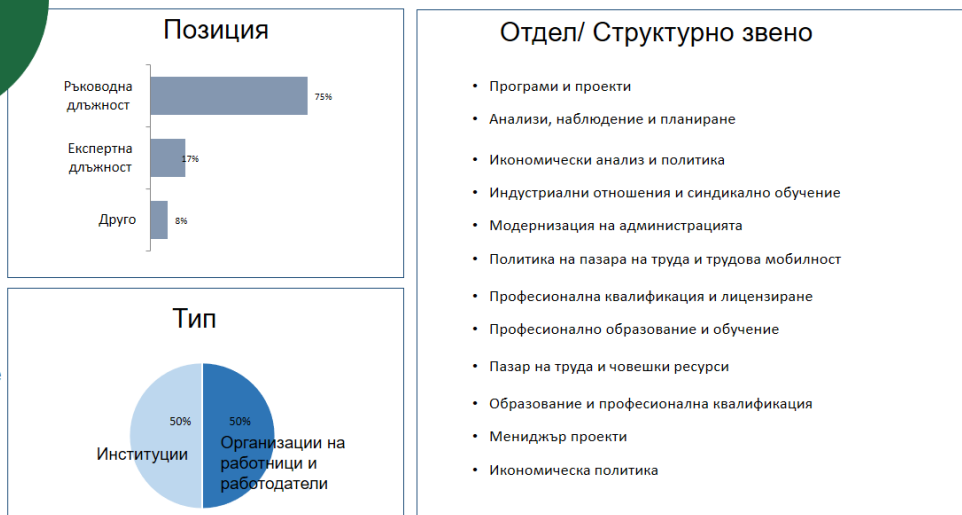 Позиция
Ръководна
длъжност
75%
Експертна
длъжност
17%
Друго
8%
Тип
50%
50%
Институции
Организации на
работници и
работодатели
Отдел/ Структурно звено
• Програми и проекти
• Анализи, наблюдение и планиране
• Икономически анализ и политика
• Индустриални отношения и синдикално обучение
• Модернизация на администрацията
• Политика на пазара на труда и трудова мобилност
• Професионална квалификация и лицензиране
• Професионално образование и обучение
• Пазар на труда и човешки ресурси
• Образование и професионална квалификация
• Мениджър проекти
• Икономическа политика